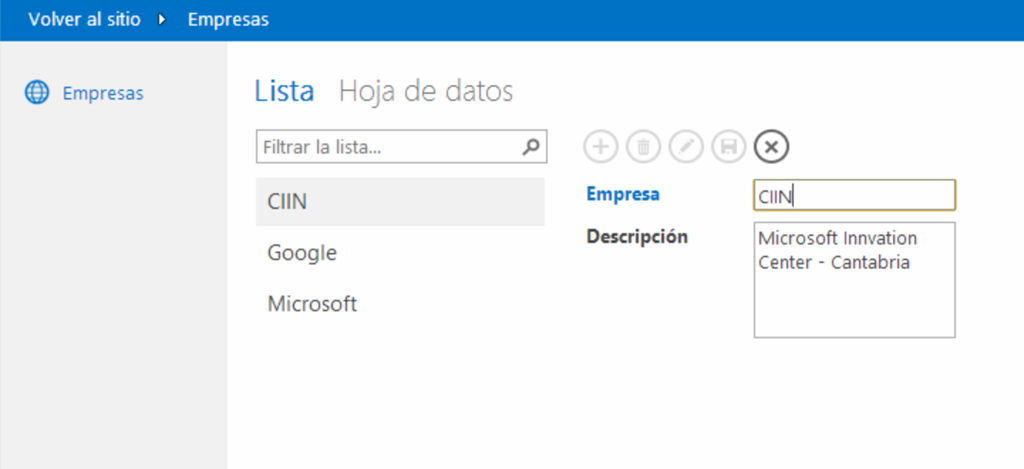 Volver al sitio Empresas
Empresas
Lista Hoja de datos
Filtrar la lista...
CIIN
Google
Microsoft
Empresa CIIN
Descripción Microsoft Innvation
Center - Cantabria